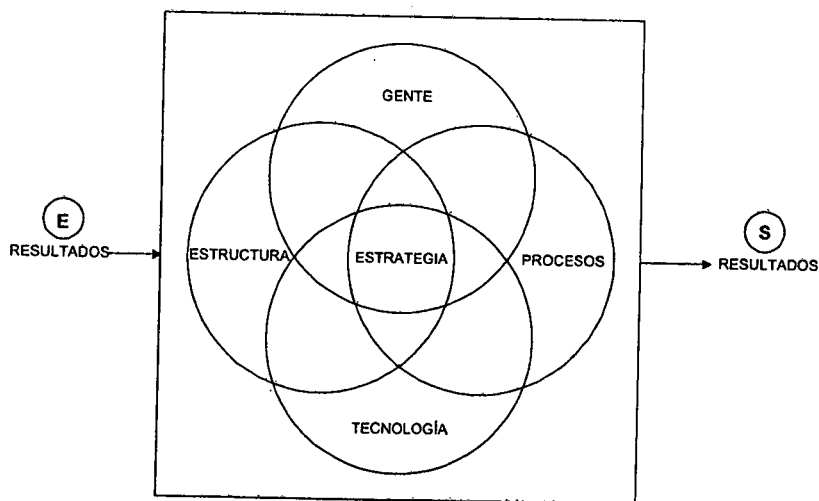 GENTE
E
RESULTADOS
ESTRUCTURA
ESTRATEGIA
PROCESOS
S
RESULTADOS
TECNOLOGÍA